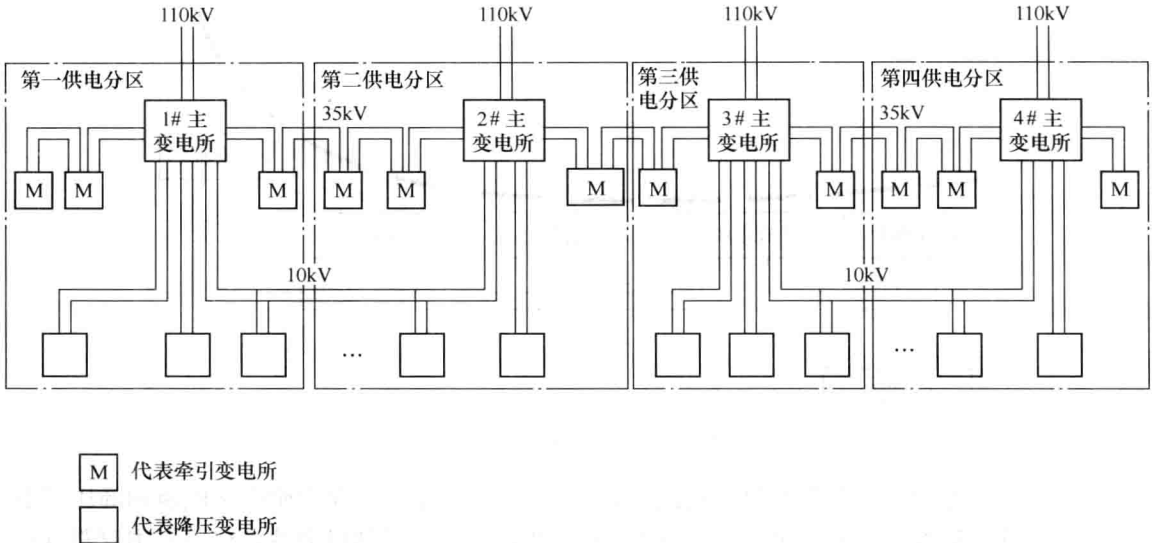 110kV
110kV
110kV
110kV
第一供电分区
第二供电分区
第三供
电分区
第四供电分区
35kV
35kV
1#主
变电所
2#主
变电所
3#主
变电所
4#主
变电所
M
M
M
M
M
M
M
M
M
M
M
10kV
10kV
…
…
M 代表牵引变电所
代表降压变电所